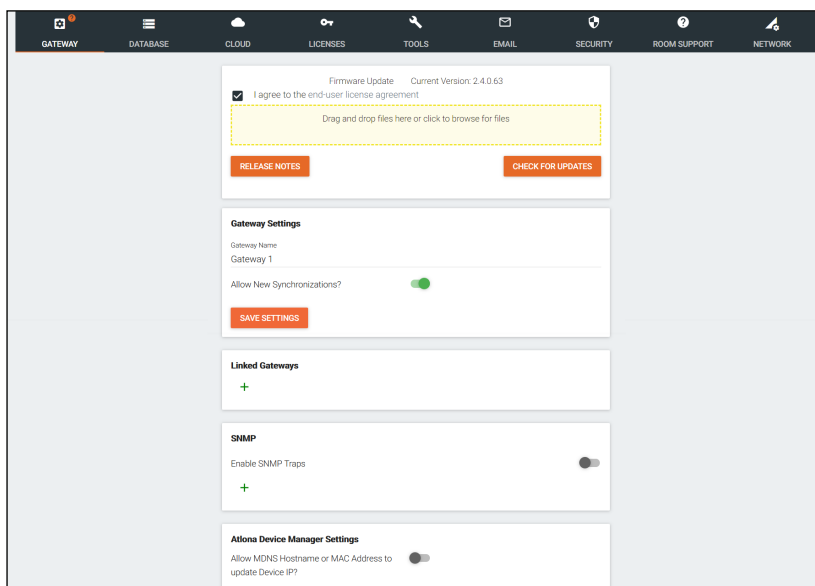 ?
GATEWAY DATABASE CLOUD LICENSES TOOLS EMAIL SECURITY ROOM SUPPORT NETWORK
Firmware Update Current Version: 2.4.0.63
I agree to the end-user license agreement
Drag and drop files here or click to browse for files
RELEASE NOTES CHECK FOR UPDATES
Gateway Settings
Gateway Name
Gateway 1
Allow New Synchronizations?
SAVE SETTINGS
Linked Gateways
+
SNMP
Enable SNMP Traps
+
Atlona Device Manager Settings
Allow MDNS Hostname or MAC Address to
update Device IP?